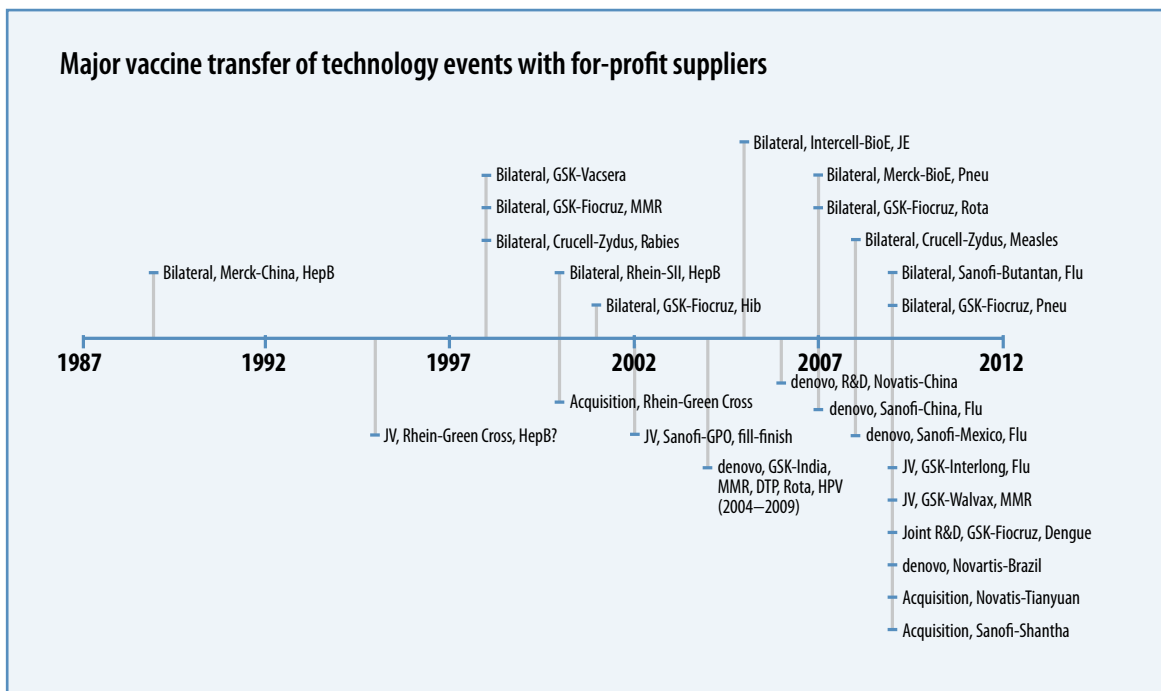 Major vaccine transfer of technology events with for-profit suppliers
Bilateral, Intercell-BioE, JE
Bilateral, GSK-Vacsera
Bilateral, Merck-BioE, Pneu
Bilateral, GSK-Fiocruz, MMR
Bilateral, GSK-Fiocruz, Rota
Bilateral, Crucell-Zydus, Rabies
Bilateral, Crucell-Zydus, Measles
Bilateral, Merck-China, HepB
Bilateral, Rhein-SII, HepB
Bilateral, Sanofi-Butantan, Flu
Bilateral, GSK-Fiocruz, Hib
Bilateral, GSK-Fiocruz, Pneu
1987
1992
1997
2002
2007
2012
denovo, R&D, Novatis-China
Acquisition, Rhein-Green Cross
denovo, Sanofi-China, Flu
JV, Rhein-Green Cross, HepB?
JV, Sanofi-GPO, fill-finish
denovo, Sanofi-Mexico, Flu
denovo, GSK-India,
MMR, DTP, Rota, HPV
(2004–2009)
JV, GSK-Interlong, Flu
JV, GSK-Walvax, MMR
Joint R&D, GSK-Fiocruz, Dengue
denovo, Novartis-Brazil
Acquisition, Novatis-Tianyuan
Acquisition, Sanofi-Shantha